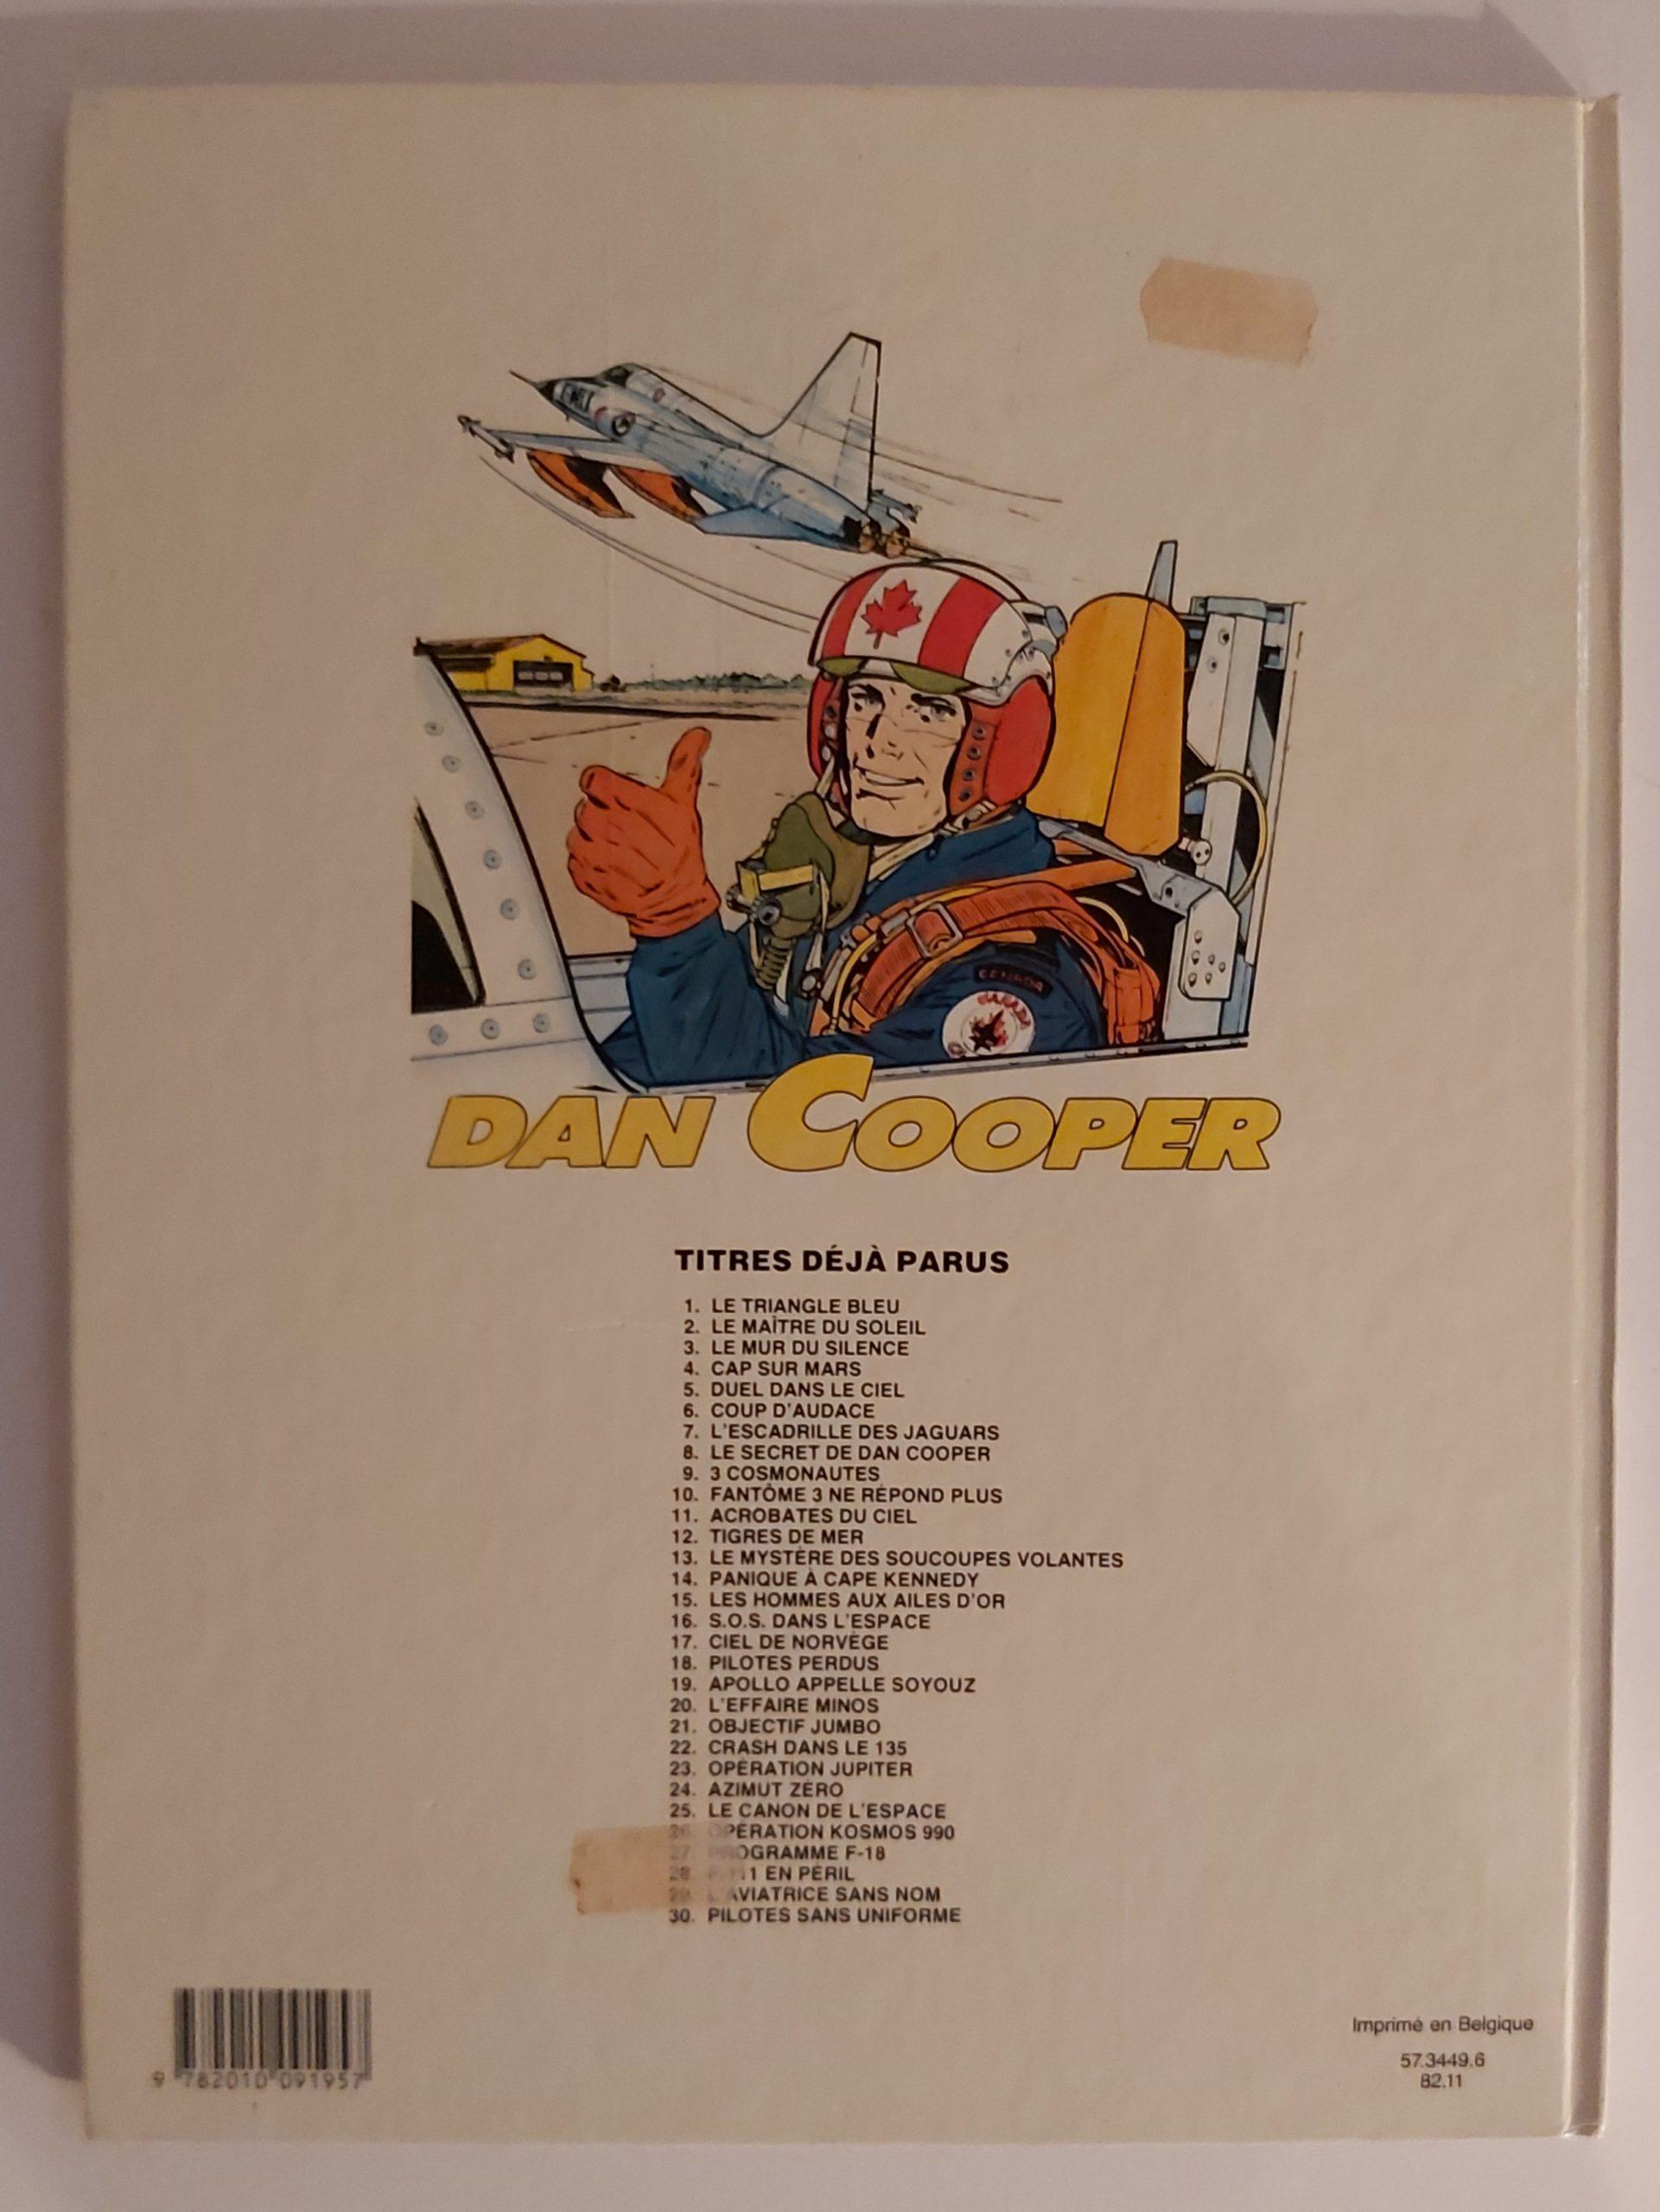 CANADA
CANADA
DAN COOPER
TITRES DÉJÀ PARUS
1. LE TRIANGLE BLEU
2. LE MAÎTRE DU SOLEIL
3. LE MUR DU SILENCE
4. CAP SUR MARS
5. DUEL DANS LE CIEL
6. COUP D'AUDACE
7. L'ESCADRILLE DES JAGUARS
8. LE SECRET DE DAN COOPER
9. 3 COSMONAUTES
10. FANTÔME 3 NE RÉPOND PLUS
11. ACROBATES DU CIEL
12. TIGRES DE MER
13. LE MYSTÈRE DES SOUCOUPES VOLANTES
14. PANIQUE À CAPE KENNEDY
15. LES HOMMES AUX AILES D'OR
16. S.O.S. DANS L'ESPACE
17. CIEL DE NORVÈGE
18. PILOTES PERDUS
19. APOLLO APPELLE SOYOUZ
20. L'EFFAIRE MINOS
21. OBJECTIF JUMBO
22. CRASH DANS LE 135
23. OPÉRATION JUPITER
24. AZIMUT ZÉRO
25. LE CANON DE L'ESPACE
26. OPÉRATION KOSMOS 990
27. PROGRAMME F-18
28. F-111 EN PÉRIL
29. L'AVIATRICE SANS NOM
30. PILOTES SANS UNIFORME
9 782010 091957
Imprimé en Belgique
57.3449.6
82.11